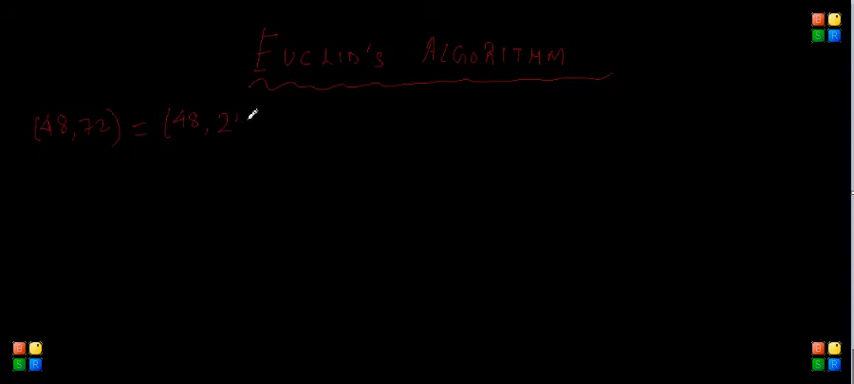 EUCLID'S ALGORITHM
(48,72) = (48, 2
B
S R
B
S R
B
S R